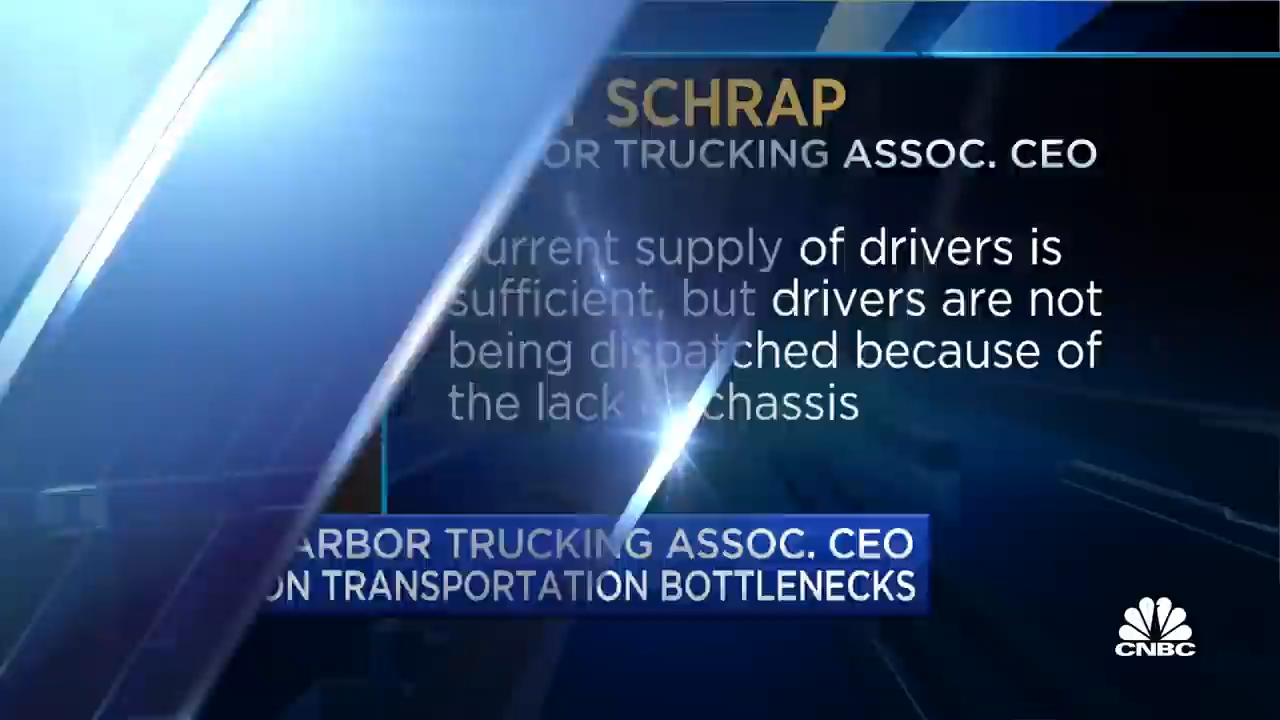 SCHRAP
OR TRUCKING ASSOC. CEO
urrent supply of drivers is
sufficient, but drivers are not
being dispatched because of
the lack chassis
ARBOR TRUCKING ASSOC. CEO
ON TRANSPORTATION BOTTLENECKS
CNBC